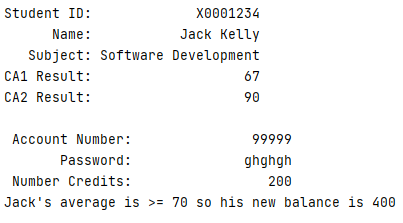 Student ID: X0001234
Name: Jack Kelly
Subject: Software Development
CA1 Result: 67
CA2 Result: 90
Account Number: 99999
Password: ghghgh
Number Credits: 200
Jack's average is >= 70 so his new balance is 400